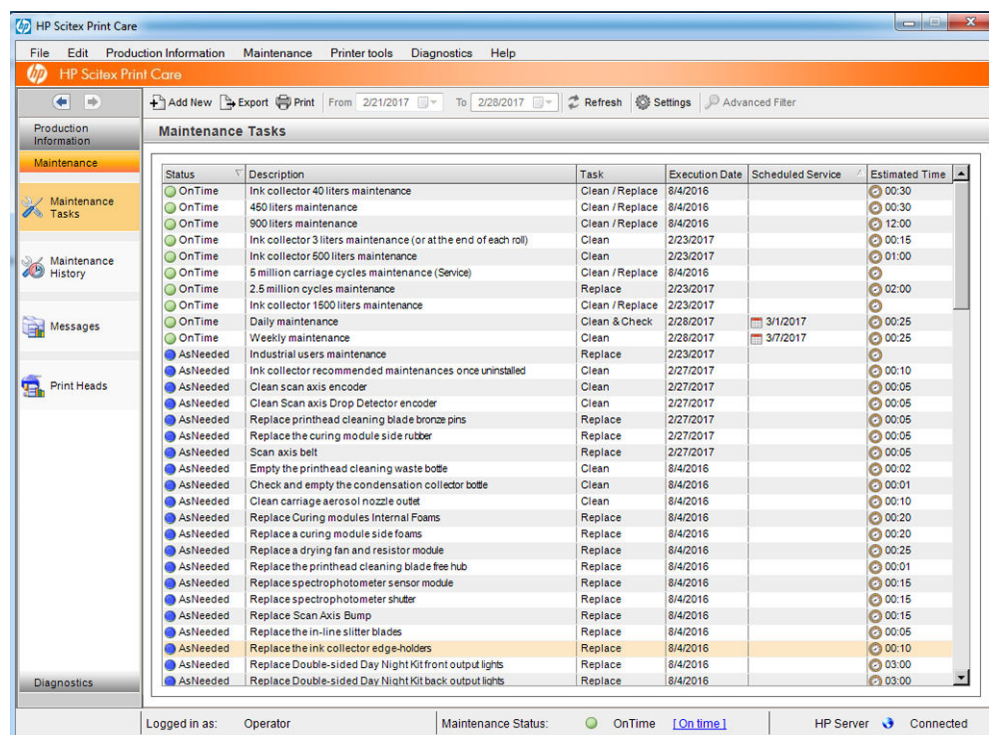 HP Scitex Print Care
File Edit Production Information Maintenance Printer tools Diagnostics Help
hp HP Scitex Print Care
Add New Export Print From 2/21/2017 To 2/28/2017 Refresh Settings Advanced Filter
Production Information
Maintenance
Maintenance Tasks
Maintenance History
Messages
Print Heads
Diagnostics
Maintenance Tasks
Status Description Task Execution Date Scheduled Service Estimated Time
OnTime Ink collector 40 liters maintenance Clean / Replace 8/4/2016 00:30
OnTime 450 liters maintenance Clean / Replace 8/4/2016 00:30
OnTime 900 liters maintenance Clean / Replace 8/4/2016 12:00
OnTime Ink collector 3 liters maintenance (or at the end of each roll) Clean 2/23/2017 00:15
OnTime Ink collector 500 liters maintenance Clean 2/23/2017 01:00
OnTime 5 million carriage cycles maintenance (Service) Clean / Replace 8/4/2016
OnTime 2.5 million cycles maintenance Replace 2/23/2017 02:00
OnTime Ink collector 1500 liters maintenance Clean / Replace 2/23/2017
OnTime Daily maintenance Clean & Check 2/28/2017 3/1/2017 00:25
OnTime Weekly maintenance Clean 2/28/2017 3/7/2017 00:25
AsNeeded Industrial users maintenance Replace 2/23/2017
AsNeeded Ink collector recommended maintenances once uninstalled Clean 2/27/2017 00:10
AsNeeded Clean scan axis encoder Clean 2/27/2017 00:05
AsNeeded Clean Scan axis Drop Detector encoder Clean 2/27/2017 00:05
AsNeeded Replace printhead cleaning blade bronze pins Replace 2/27/2017 00:05
AsNeeded Replace the curing module side rubber Replace 2/27/2017 00:05
AsNeeded Scan axis belt Replace 2/27/2017 00:05
AsNeeded Empty the printhead cleaning waste bottle Clean 8/4/2016 00:02
AsNeeded Check and empty the condensation collector bottle Clean 8/4/2016 00:01
AsNeeded Clean carriage aerosol nozzle outlet Clean 8/4/2016 00:10
AsNeeded Replace Curing modules Internal Foams Replace 8/4/2016 00:20
AsNeeded Replace a curing module side foams Replace 8/4/2016 00:20
AsNeeded Replace a drying fan and resistor module Replace 8/4/2016 00:25
AsNeeded Replace the printhead cleaning blade free hub Replace 8/4/2016 00:01
AsNeeded Replace spectrophotometer sensor module Replace 8/4/2016 00:15
AsNeeded Replace spectrophotometer shutter Replace 8/4/2016 00:15
AsNeeded Replace Scan Axis Bump Replace 8/4/2016 00:15
AsNeeded Replace the in-line slitter blades Replace 8/4/2016 00:05
AsNeeded Replace the ink collector edge-holders Replace 8/4/2016 00:10
AsNeeded Replace Double-sided Day Night Kit front output lights Replace 8/4/2016 03:00
AsNeeded Replace Double-sided Day Night Kit back output lights Replace 8/4/2016 03:00
Logged in as: Operator Maintenance Status: OnTime [ On time ] HP Server Connected